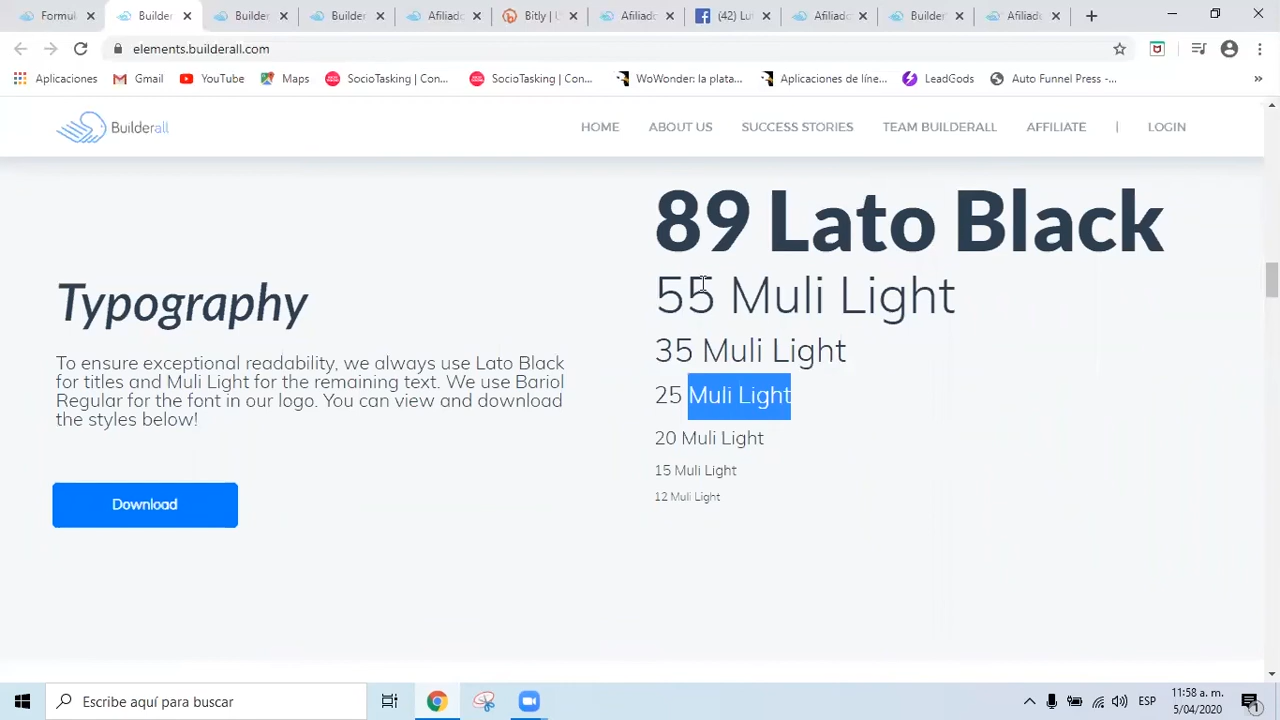 Formul
Builder
Builder
Builder
Afiliado
Bitly | L
Afiliado
(42) Lu
Afiliado
Builder
Afiliado
elements.builderall.com
Aplicaciones
Gmail
YouTube
Maps
SocioTasking | Con...
SocioTasking | Con...
WoWonder: la plata...
Aplicaciones de líne...
LeadGods
Auto Funnel Press -...
»
Builderall
HOME
ABOUT US
SUCCESS STORIES
TEAM BUILDERALL
AFFILIATE
|
LOGIN
Typography
To ensure exceptional readability, we always use Lato Black
for titles and Muli Light for the remaining text. We use Bariol
Regular for the font in our logo. You can view and download
the styles below!
Download
89 Lato Black
55 Muli Light
35 Muli Light
25 Muli Light
20 Muli Light
15 Muli Light
12 Muli Light
Escribe aquí para buscar
ESP
11:58 a. m.
5/04/2020
1